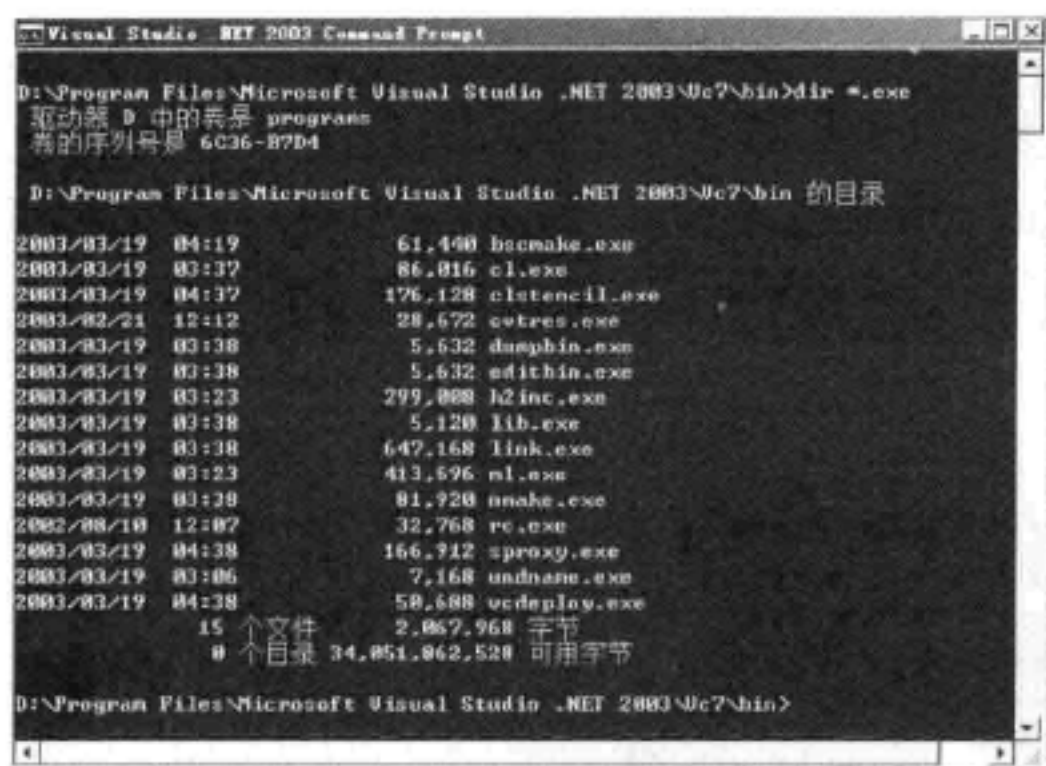 Visual Studio .NET 2003 Command Prompt
D:\Program Files\Microsoft Visual Studio .NET 2003\Vc7\bin>dir *.exe
驱动器 D 中的卷是 programs
卷的序列号是 6C36-B7D4
D:\Program Files\Microsoft Visual Studio .NET 2003\Vc7\bin 的目录
2003/03/19 04:19 61,440 bscmake.exe
2003/03/19 03:37 86,016 cl.exe
2003/03/19 04:37 176,128 clstencil.exe
2003/02/21 12:12 28,672 cvtres.exe
2003/03/19 03:38 5,632 dumpbin.exe
2003/03/19 03:38 5,632 editbin.exe
2003/03/19 03:23 299,008 h2inc.exe
2003/03/19 03:38 5,120 lib.exe
2003/03/19 03:38 647,168 link.exe
2003/03/19 03:23 413,696 ml.exe
2003/03/19 03:38 81,920 nmake.exe
2002/08/10 12:07 32,768 rc.exe
2003/03/19 04:38 166,912 sproxy.exe
2003/03/19 03:06 7,168 undname.exe
2003/03/19 04:38 50,688 vcdeploy.exe
15 个文件 2,067,968 字节
0 个目录 34,051,862,528 可用字节
D:\Program Files\Microsoft Visual Studio .NET 2003\Vc7\bin>